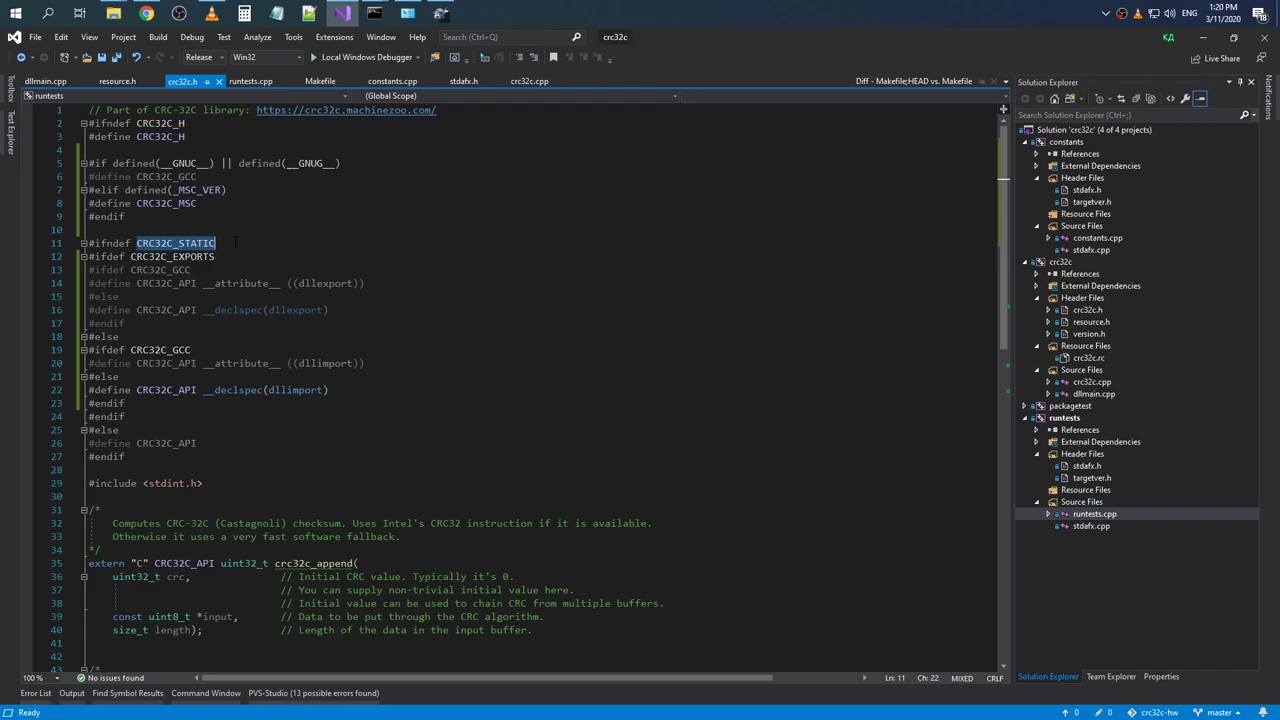 1:20 PM
ENG
3/11/2020
18
File Edit View Project Build Debug Test Analyze Tools Extensions Window Help
Search (Ctrl+Q)
crc32c
КД
Release
Win32
Local Windows Debugger
Live Share
dllmain.cpp
resource.h
crc32c.h
runtests.cpp
Makefile
constants.cpp
stdafx.h
crc32c.cpp
Diff - Makefile;HEAD vs. Makefile
runtests
(Global Scope)
1 // Part of CRC-32C library: https://crc32c.machinezoo.com/
2 #ifndef CRC32C_H
3 #define CRC32C_H
4
5 #if defined(__GNUC__) || defined(__GNUG__)
6 #define CRC32C_GCC
7 #elif defined(_MSC_VER)
8 #define CRC32C_MSC
9 #endif
10
11 #ifndef CRC32C_STATIC
12 #ifdef CRC32C_EXPORTS
13 #ifdef CRC32C_GCC
14 #define CRC32C_API __attribute__ ((dllexport))
15 #else
16 #define CRC32C_API __declspec(dllexport)
17 #endif
18 #else
19 #ifdef CRC32C_GCC
20 #define CRC32C_API __attribute__ ((dllimport))
21 #else
22 #define CRC32C_API __declspec(dllimport)
23 #endif
24 #endif
25 #else
26 #define CRC32C_API
27 #endif
28
29 #include <stdint.h>
30
31 /*
32 Computes CRC-32C (Castagnoli) checksum. Uses Intel's CRC32 instruction if it is available.
33 Otherwise it uses a very fast software fallback.
34 */
35 extern "C" CRC32C_API uint32_t crc32c_append(
36 uint32_t crc, // Initial CRC value. Typically it's 0.
37 // You can supply non-trivial initial value here.
38 // Initial value can be used to chain CRC from multiple buffers.
39 const uint8_t *input, // Data to be put through the CRC algorithm.
40 size_t length); // Length of the data in the input buffer.
41
42
43 /*
100 %
No issues found
Ln: 11
Ch: 22
MIXED
CRLF
Toolbox
Test Explorer
Solution Explorer
Search Solution Explorer (Ctrl+;)
Solution 'crc32c' (4 of 4 projects)
constants
References
External Dependencies
Header Files
stdafx.h
targetver.h
Resource Files
Source Files
constants.cpp
stdafx.cpp
crc32c
References
External Dependencies
Header Files
crc32c.h
resource.h
version.h
Resource Files
crc32c.rc
Source Files
crc32c.cpp
dllmain.cpp
packagetest
runtests
References
External Dependencies
Header Files
stdafx.h
targetver.h
Resource Files
Source Files
runtests.cpp
stdafx.cpp
Solution Explorer
Team Explorer
Properties
Error List
Output
Find Symbol Results
Command Window
PVS-Studio (13 possible errors found)
Ready
0
0
crc32c-hw
master